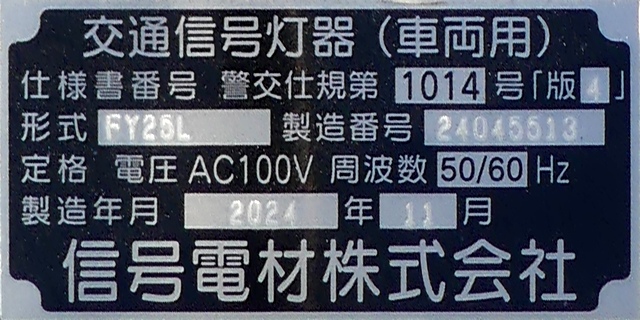 交通信号灯器（車両用）
仕様書番号 警交仕規第 1014 号「版 4 」
形式 FY25L 製造番号 24045513
定格 電圧 AC100V 周波数 50/60 Hz
製造年月 2024 年 11 月
信号電材株式会社